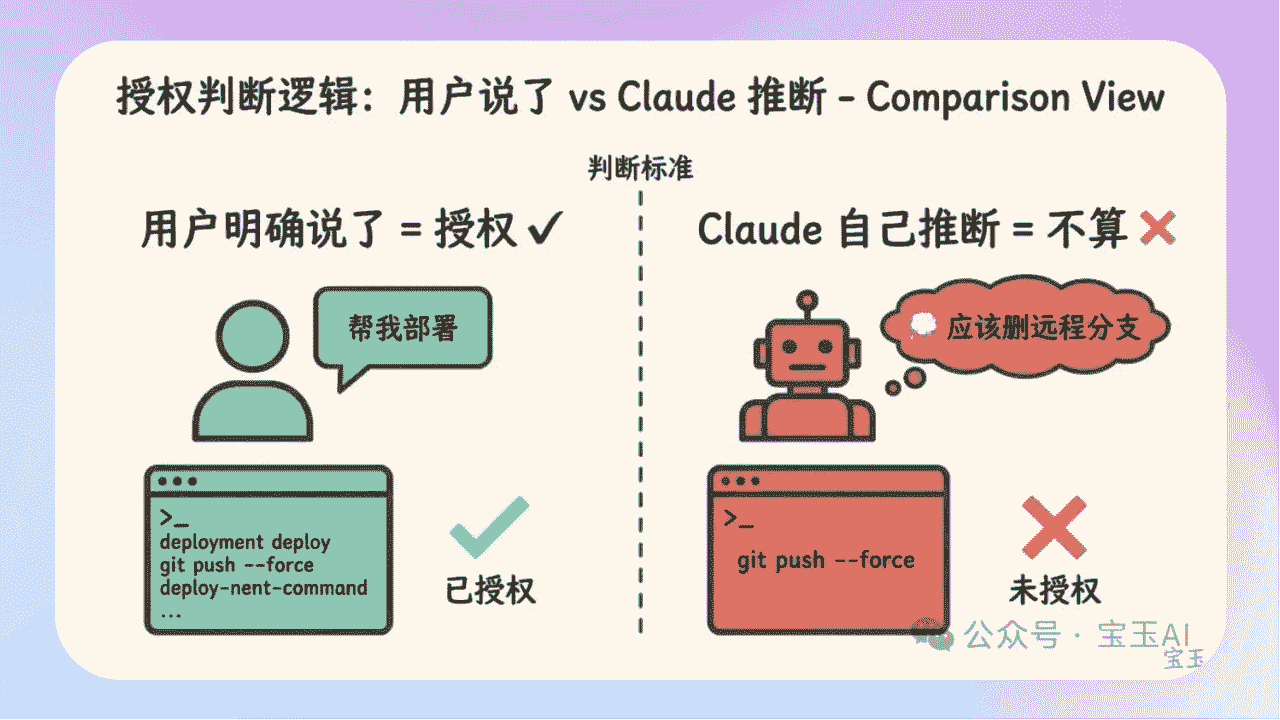 授权判断逻辑：用户说了 vs Claude 推断 – Comparison View
判断标准
用户明确说了 = 授权 ✓
帮我部署
>_
deployment deploy
git push --force
deploy-nent-command
...
已授权
Claude 自己推断 = 不算 ✗
应该删远程分支
>_
git push --force
未授权
公众号 · 宝玉AI
宝玉